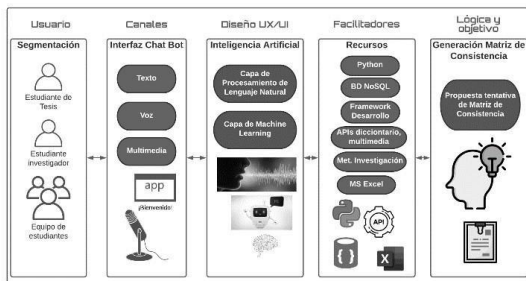 Usuario
Canales
Diseño UX/UI
Facilitadores
Lógica y
objetivo
Segmentación
Estudiante de
Tesis
Estudiante
investigador
Equipo de
estudiantes
Interfaz Chat Bot
Texto
Voz
Multimedia
app
¡Bienvenido!
Inteligencia Artificial
Capa de
Procesamiento de
Lenguaje Natural
Capa de Machine
Learning
Recursos
Python
BD NoSQL
Framework
Desarrollo
APIs diccionario,
multimedia
Met. Investigación
MS Excel
API
X
Generación Matriz de
Consistencia
Propuesta tentativa
de Matriz de
Consistencia